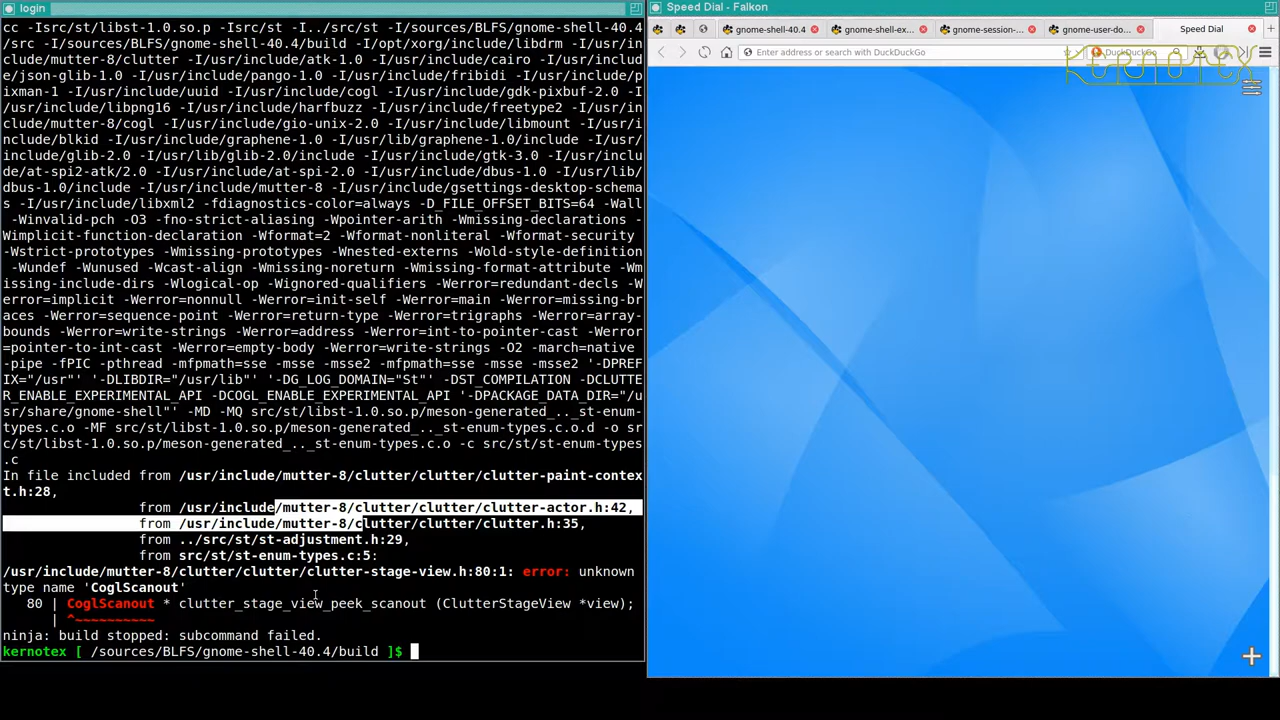 login
cc -Isrc/st/libst-1.0.so.p -Isrc/st -I../src/st -I/sources/BLFS/gnome-shell-40.4
/src -I/sources/BLFS/gnome-shell-40.4/build -I/opt/xorg/include/libdrm -I/usr/in
clude/mutter-8/clutter -I/usr/include/atk-1.0 -I/usr/include/cairo -I/usr/includ
e/json-glib-1.0 -I/usr/include/pango-1.0 -I/usr/include/fribidi -I/usr/include/p
ixman-1 -I/usr/include/uuid -I/usr/include/cogl -I/usr/include/gdk-pixbuf-2.0 -I
/usr/include/libpng16 -I/usr/include/harfbuzz -I/usr/include/freetype2 -I/usr/in
clude/mutter-8/cogl -I/usr/include/gio-unix-2.0 -I/usr/include/libmount -I/usr/in
clude/blkid -I/usr/include/graphene-1.0 -I/usr/lib/graphene-1.0/include -I/usr/
include/glib-2.0 -I/usr/lib/glib-2.0/include -I/usr/include/gtk-3.0 -I/usr/inclu
de/at-spi2-atk/2.0 -I/usr/include/at-spi-2.0 -I/usr/include/dbus-1.0 -I/usr/lib/
dbus-1.0/include -I/usr/include/mutter-8 -I/usr/include/gsettings-desktop-schema
s -I/usr/include/libxml2 -fdiagnostics-color=always -D_FILE_OFFSET_BITS=64 -Wall
-Winvalid-pch -O3 -fno-strict-aliasing -Wpointer-arith -Wmissing-declarations -
Wimplicit-function-declaration -Wformat=2 -Wformat-nonliteral -Wformat-security
-Wstrict-prototypes -Wmissing-prototypes -Wnested-externs -Wold-style-definition
-Wundef -Wunused -Wcast-align -Wmissing-noreturn -Wmissing-format-attribute -Wm
issing-include-dirs -Wlogical-op -Wignored-qualifiers -Werror=redundant-decls -W
error=implicit -Werror=nonnull -Werror=init-self -Werror=main -Werror=missing-br
aces -Werror=sequence-point -Werror=return-type -Werror=trigraphs -Werror=array-
bounds -Werror=write-strings -Werror=address -Werror=int-to-pointer-cast -Werror
=pointer-to-int-cast -Werror=empty-body -Werror=write-strings -O2 -march=native
-pipe -fPIC -pthread -mfpmath=sse -msse -msse2 -mfpmath=sse -msse -msse2 '-DPREF
IX="/usr"' '-DLIBDIR="/usr/lib"' '-DG_LOG_DOMAIN="St"' -DST_COMPILATION -DCLUTTE
R_ENABLE_EXPERIMENTAL_API -DCOGL_ENABLE_EXPERIMENTAL_API '-DPACKAGE_DATA_DIR="/u
sr/share/gnome-shell"' -MD -MQ src/st/libst-1.0.so.p/meson-generated_.._st-enum-
types.c.o -MF src/st/libst-1.0.so.p/meson-generated_.._st-enum-types.c.o.d -o sr
c/st/libst-1.0.so.p/meson-generated_.._st-enum-types.c.o -c src/st/st-enum-types
.c
In file included from /usr/include/mutter-8/clutter/clutter/clutter-paint-contex
t.h:28,
from /usr/include/mutter-8/clutter/clutter/clutter-actor.h:42,
from /usr/include/mutter-8/clutter/clutter/clutter.h:35,
from ../src/st/st-adjustment.h:29,
from src/st/st-enum-types.c:5:
/usr/include/mutter-8/clutter/clutter/clutter-stage-view.h:80:1: error: unknown
type name 'CoglScanout'
80 | CoglScanout * clutter_stage_view_peek_scanout (ClutterStageView *view);
| ^~~~~~~~~~~
ninja: build stopped: subcommand failed.
kernotex [ /sources/BLFS/gnome-shell-40.4/build ]$
Speed Dial - Falkon
gnome-shell-40.4
gnome-shell-ex...
gnome-session-...
gnome-user-do...
Speed Dial
Enter address or search with DuckDuckGo
DuckDuckGo
KERNOTEX